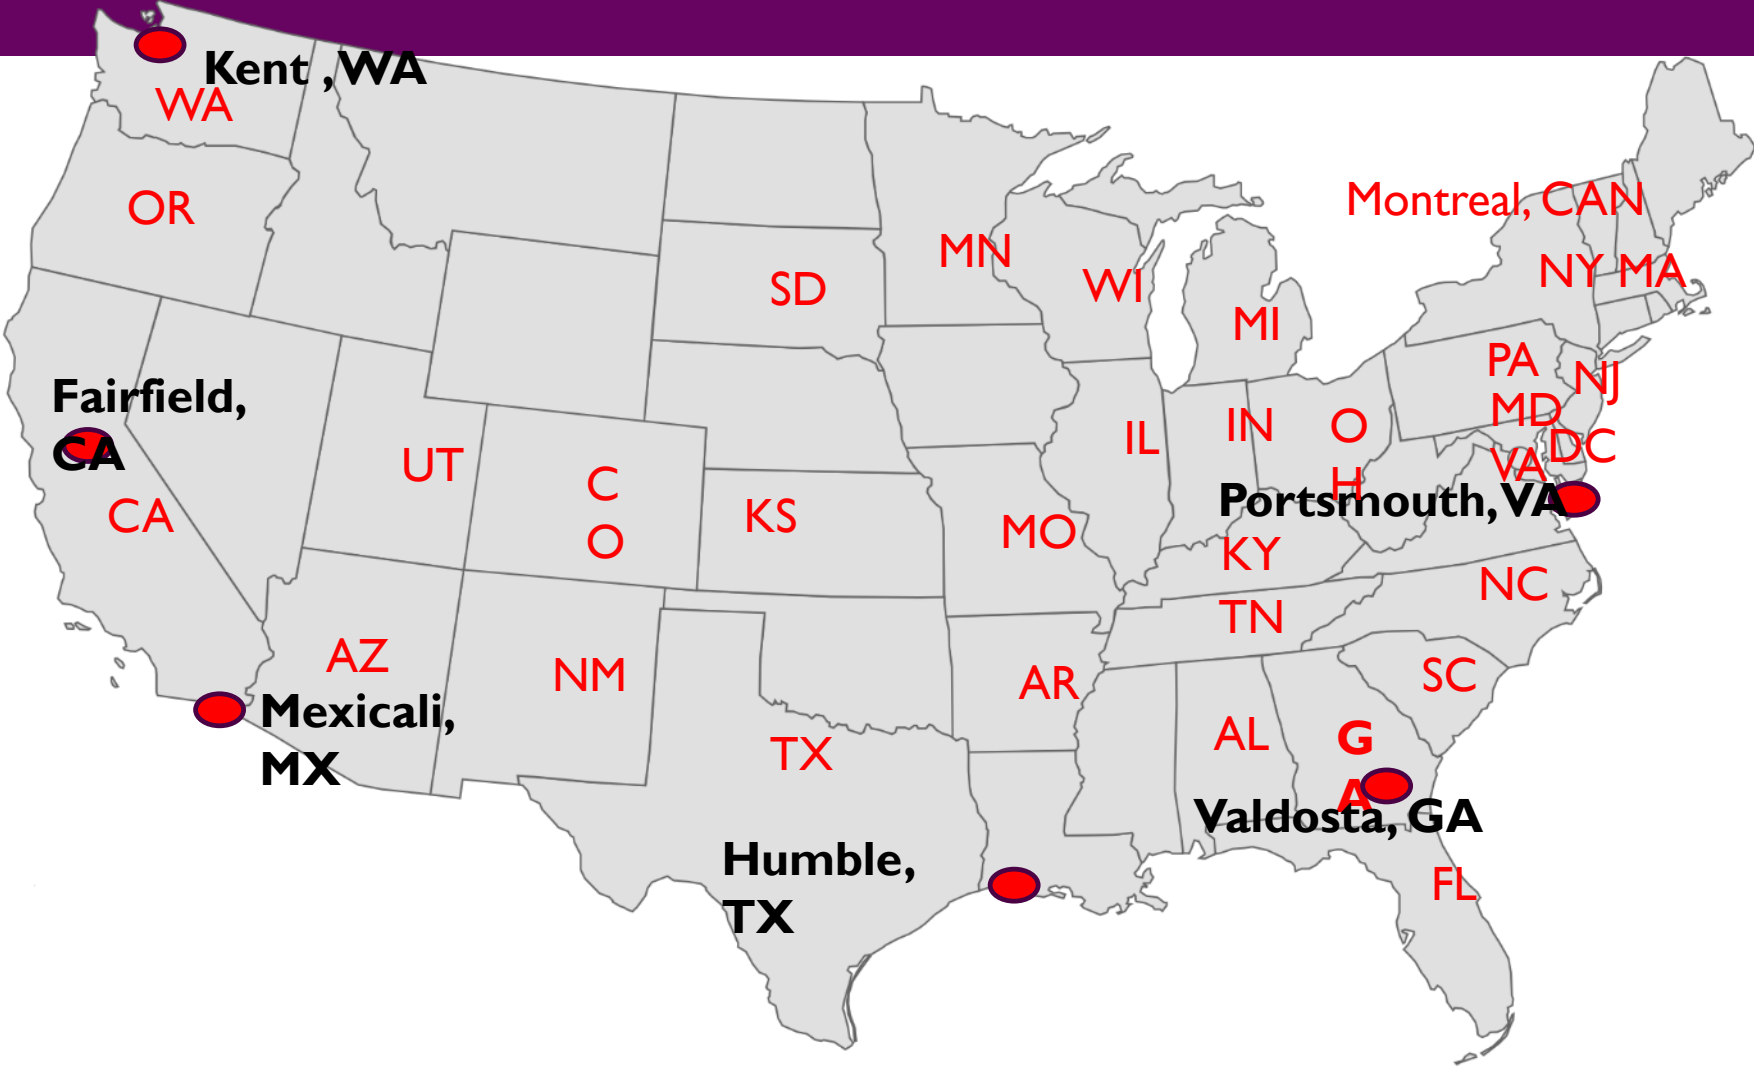 Kent ,WA
WA
OR
Montreal, CAN
MN
WI
NY MA
SD
MI
PA
NJ
Fairfield,
CA
MD
IL
IN
O
H
DC
UT
C
O
VA
CA
KS
MO
Portsmouth, VA
KY
NC
TN
AZ
NM
AR
SC
Mexicali,
MX
TX
AL
G
A
Valdosta, GA
Humble,
TX
FL